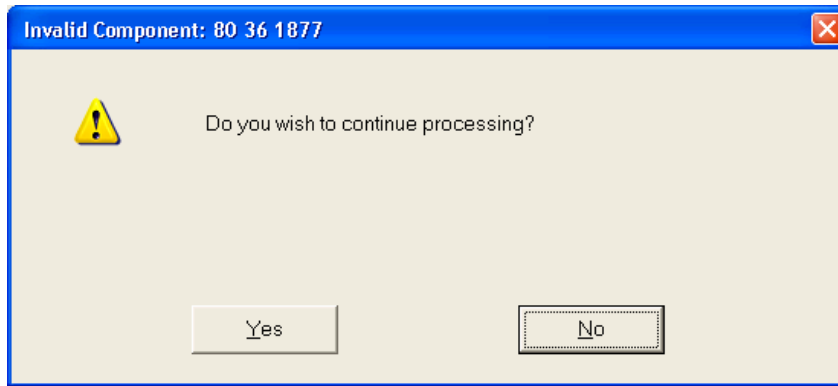 Invalid Component: 80 36 1877
Do you wish to continue processing?
Yes
No